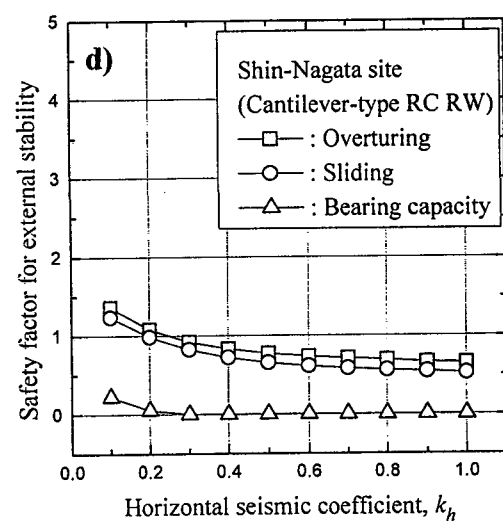 d)
Shin-Nagata site
(Cantilever-type RC RW)
: Overturing
: Sliding
: Bearing capacity
Safety factor for external stability
5
4
3
2
1
0
0.0 0.2 0.4 0.6 0.8 1.0
Horizontal seismic coefficient, k_h